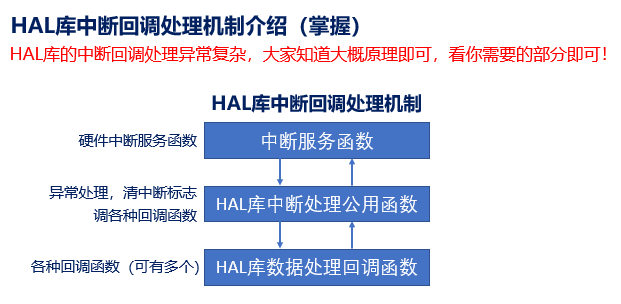 HAL库中断回调处理机制介绍（掌握）
HAL库的中断回调处理异常复杂，大家知道大概原理即可，看你需要的部分即可！
HAL库中断回调处理机制
硬件中断服务函数
中断服务函数
异常处理，清中断标志
调各种回调函数
HAL库中断处理公用函数
各种回调函数（可有多个）
HAL库数据处理回调函数